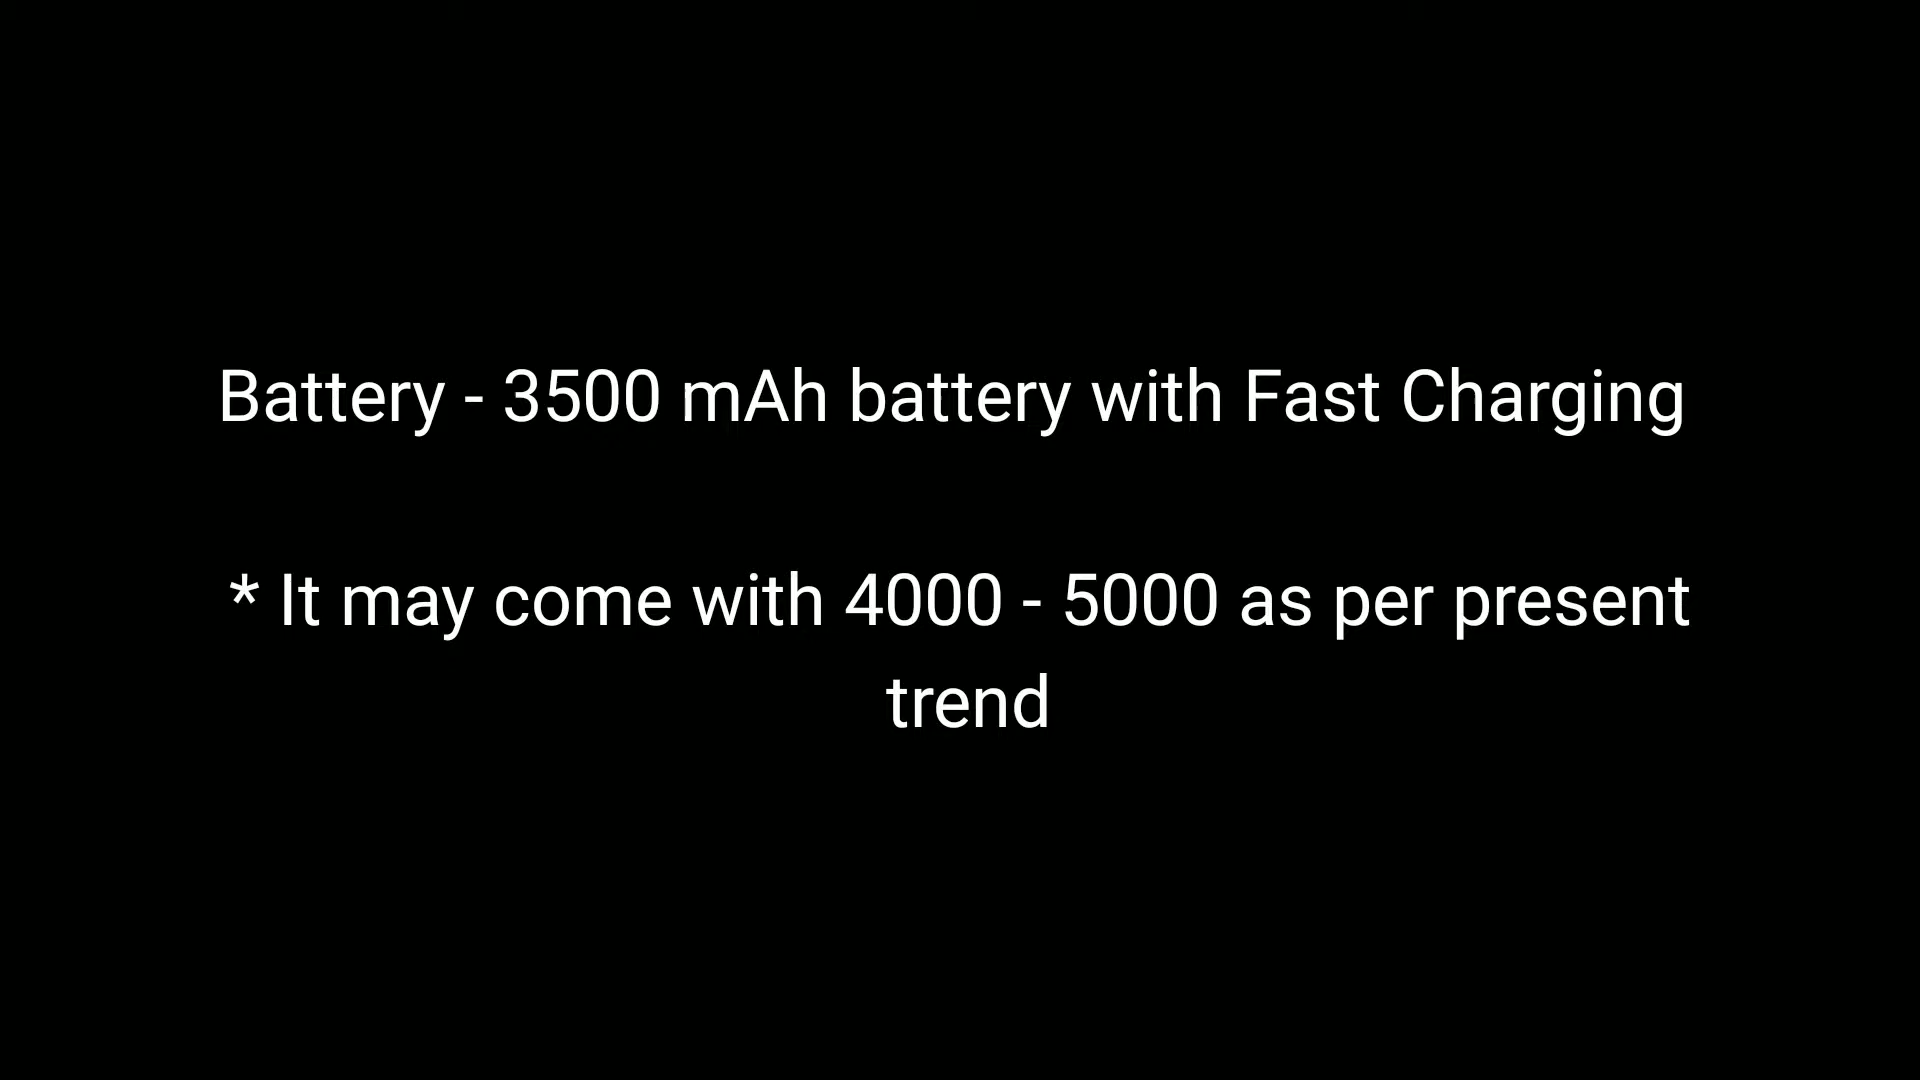 Battery - 3500 mAh battery with Fast Charging
* It may come with 4000 - 5000 as per present
trend